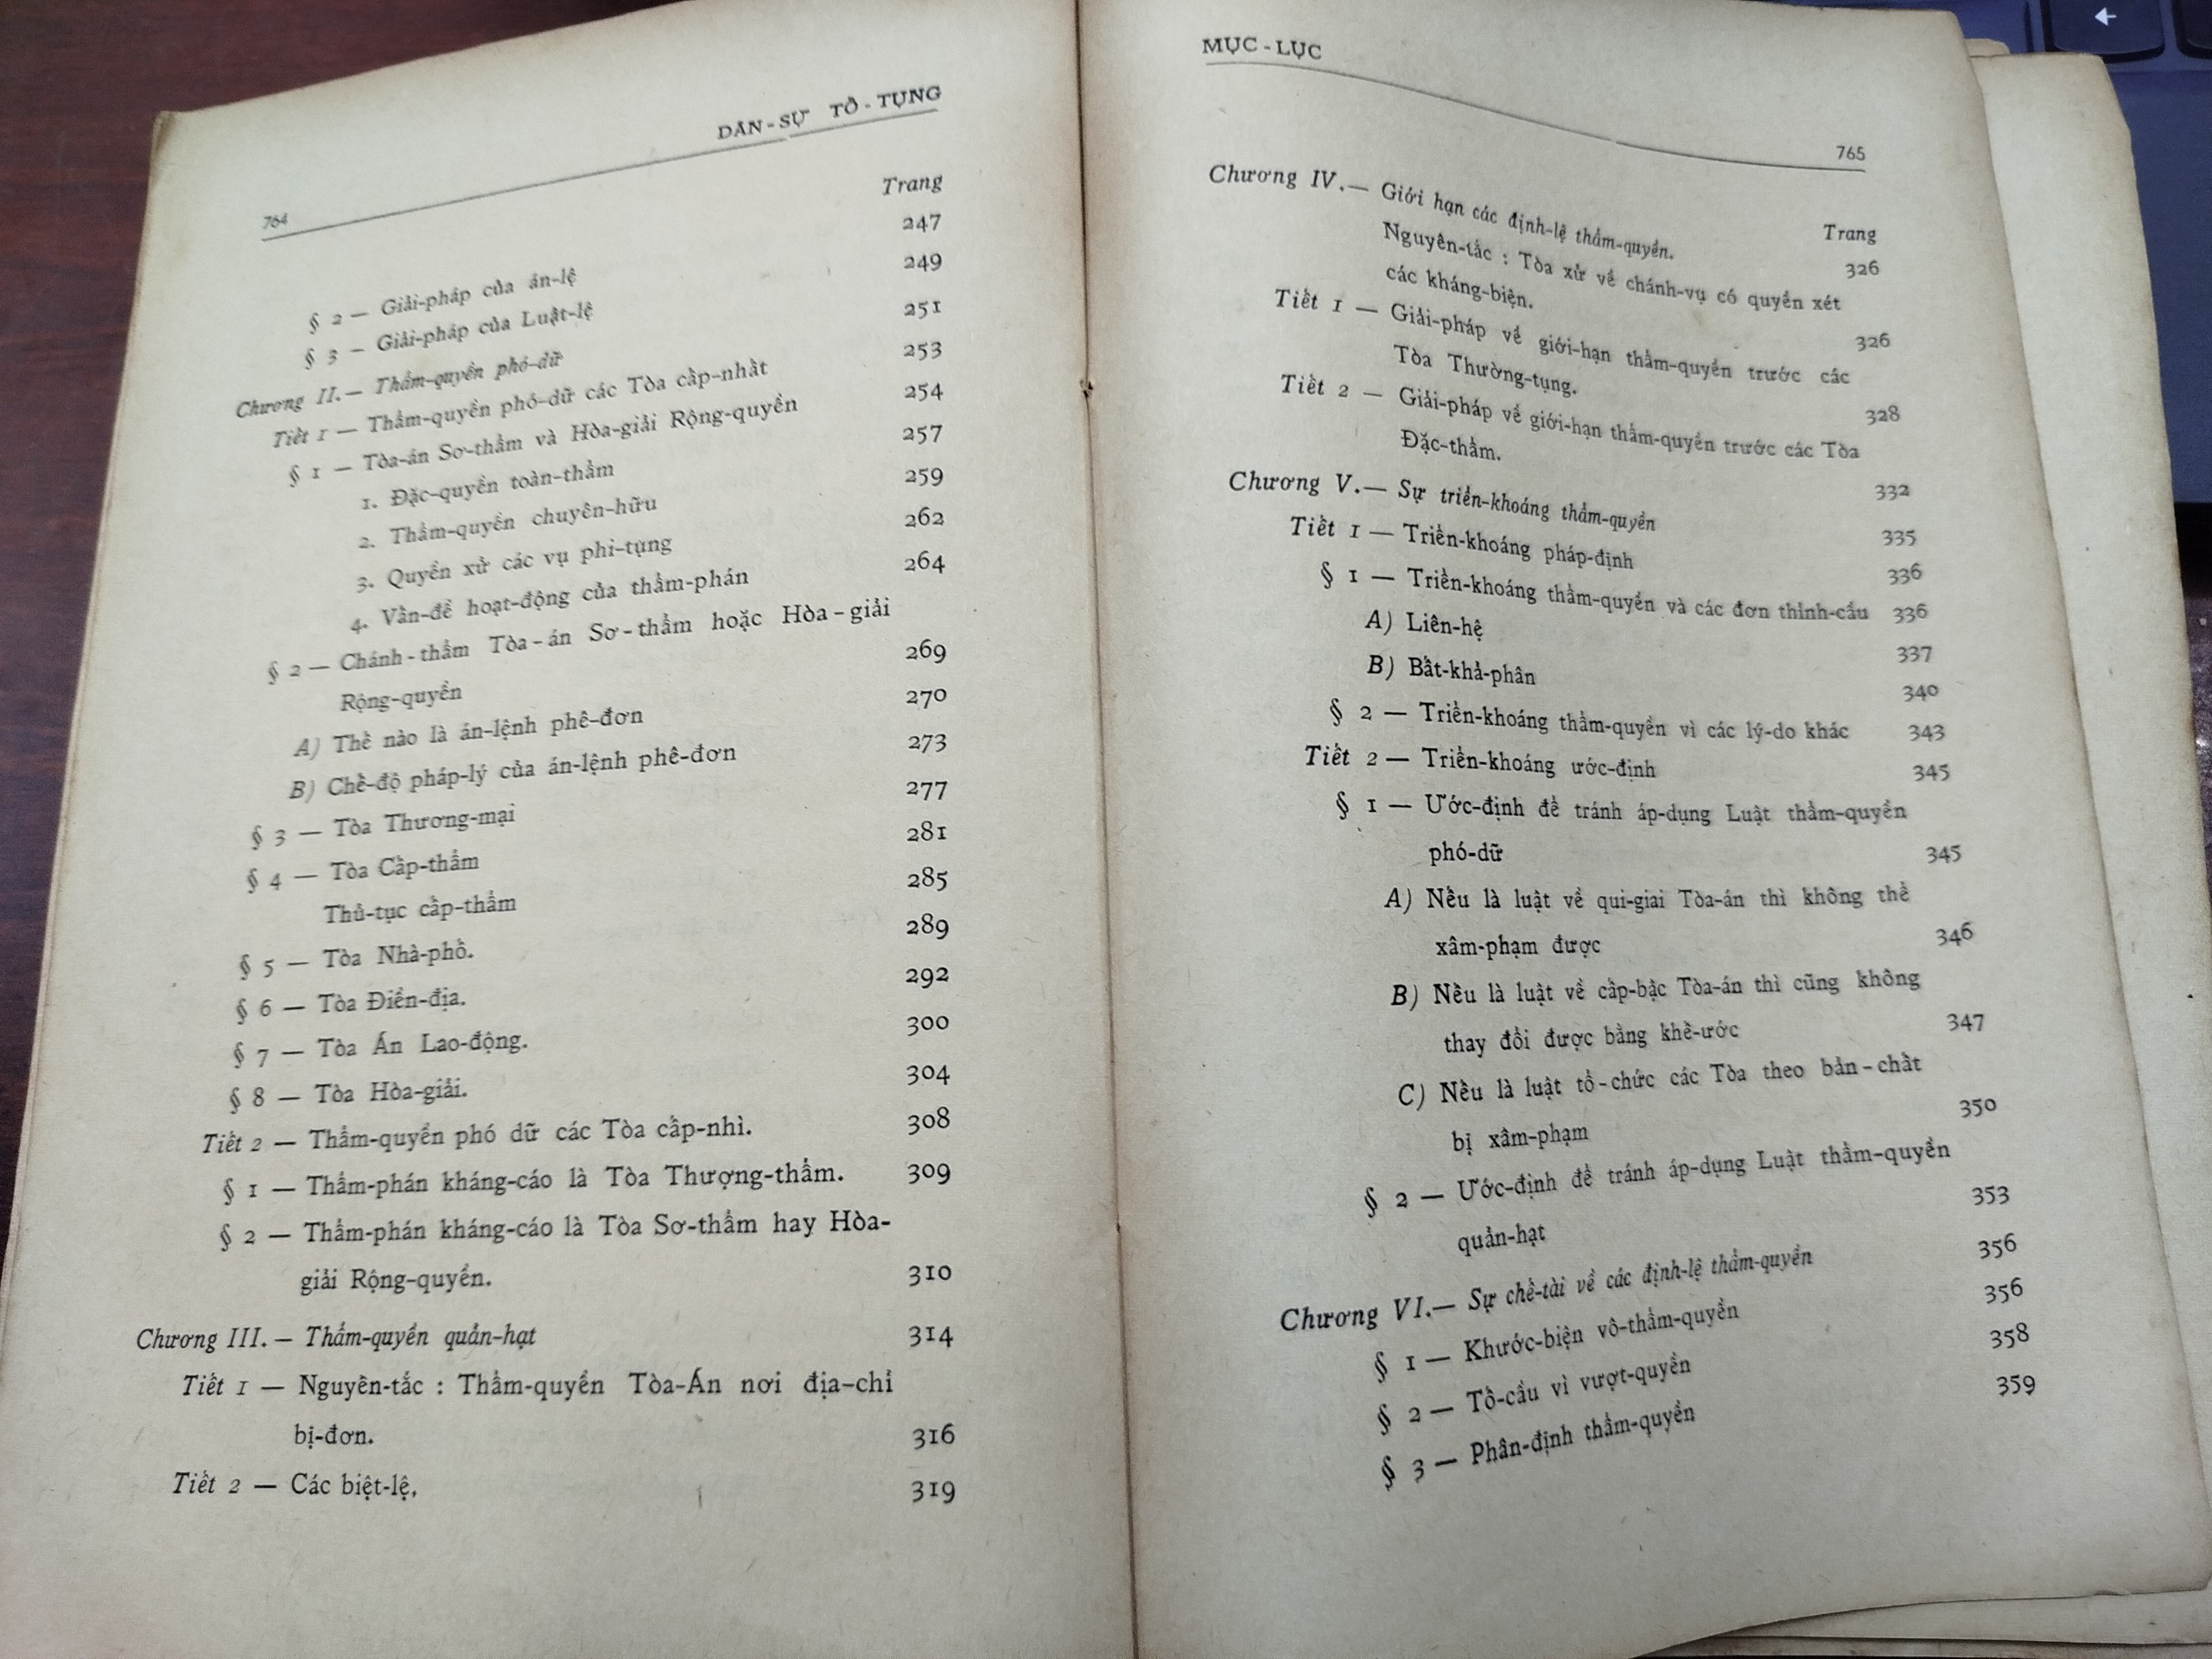 764 DÂN-SỰ TỐ-TỤNG
Trang
§ 2 — Giải-pháp của án-lệ 247
§ 3 — Giải-pháp của Luật-lệ 249
Chương II.— Thẩm-quyền phó-dữ 251
Tiết 1 — Thẩm-quyền phó-dữ các Tòa cấp-nhất 253
§ 1 — Tòa-án Sơ-thẩm và Hòa-giải Rộng-quyền 254
1. Đặc-quyền toàn-thẩm 257
2. Thẩm-quyền chuyên-hữu 259
3. Quyền xử các vụ phi-tụng 262
4. Vấn-đề hoạt-động của thẩm-phán 264
§ 2 — Chánh-thẩm Tòa-án Sơ-thẩm hoặc Hòa-giải
Rộng-quyền 269
A) Thế nào là án-lệnh phê-đơn 270
B) Chế-độ pháp-lý của án-lệnh phê-đơn 273
§ 3 — Tòa Thương-mại 277
§ 4 — Tòa Cấp-thẩm 281
Thủ-tục cấp-thẩm 285
§ 5 — Tòa Nhà-phố. 289
§ 6 — Tòa Điền-địa. 292
§ 7 — Tòa Án Lao-động. 300
§ 8 — Tòa Hòa-giải. 304
Tiết 2 — Thẩm-quyền phó dữ các Tòa cấp-nhì. 308
§ 1 — Thẩm-phán kháng-cáo là Tòa Thượng-thẩm. 309
§ 2 — Thẩm-phán kháng-cáo là Tòa Sơ-thẩm hay Hòa-
giải Rộng-quyền. 310
Chương III.— Thẩm-quyền quản-hạt 314
Tiết 1 — Nguyên-tắc : Thẩm-quyền Tòa-Án nơi địa-chỉ
bị-đơn. 316
Tiết 2 — Các biệt-lệ, 319
MỤC-LỤC 765
Trang
Chương IV.— Giới hạn các định-lệ thẩm-quyền. 326
Nguyên-tắc : Tòa xử về chánh-vụ có quyền xét
các kháng-biện. 326
Tiết 1 — Giải-pháp về giới-hạn thẩm-quyền trước các
Tòa Thường-tụng. 328
Tiết 2 — Giải-pháp về giới-hạn thẩm-quyền trước các Tòa
Đặc-thẩm. 332
Chương V.— Sự triển-khoáng thẩm-quyền 335
Tiết 1 — Triển-khoáng pháp-định 336
§ 1 — Triển-khoáng thẩm-quyền và các đơn thỉnh-cầu 336
A) Liên-hệ 337
B) Bất-khả-phân 340
§ 2 — Triển-khoáng thẩm-quyền vì các lý-do khác 343
Tiết 2 — Triển-khoáng ước-định 345
§ 1 — Ước-định để tránh áp-dụng Luật thẩm-quyền
phó-dữ 345
A) Nếu là luật về qui-giai Tòa-án thì không thể
xâm-phạm được 346
B) Nếu là luật về cấp-bậc Tòa-án thì cũng không
thay đổi được bằng khế-ước 347
C) Nếu là luật tổ-chức các Tòa theo bản-chất
bị xâm-phạm 350
§ 2 — Ước-định để tránh áp-dụng Luật thẩm-quyền
quản-hạt 353
Chương VI.— Sự chế-tài về các định-lệ thẩm-quyền 356
§ 1 — Khước-biện vô-thẩm-quyền 356
§ 2 — Tố-cầu vì vượt-quyền 358
§ 3 — Phân-định thẩm-quyền 359